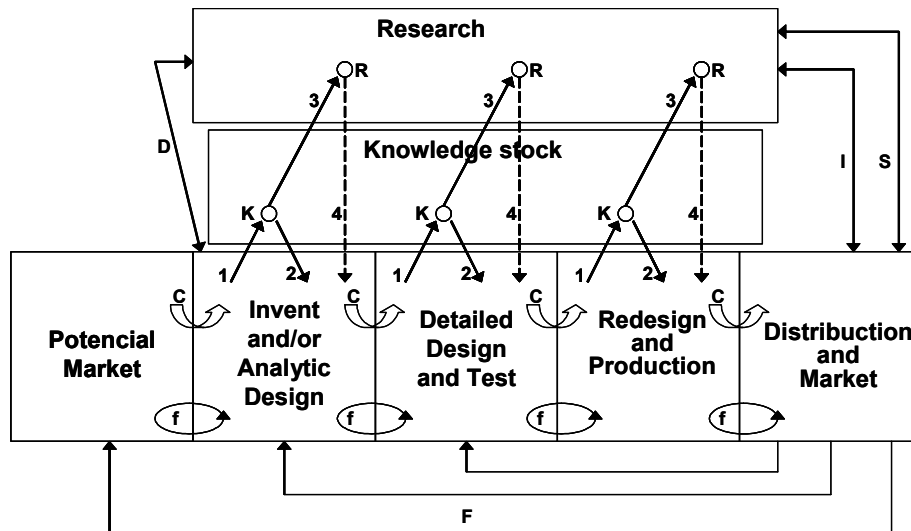 Research
R
R
R
3
3
3
D
Knowledge stock
I
S
K
4
K
4
K
4
1
2
1
2
1
2
C
C
C
C
Potencial
Market
Invent
and/or
Analytic
Design
Detailed
Design
and Test
Redesign
and
Production
Distribuction
and
Market
f
f
f
f
F